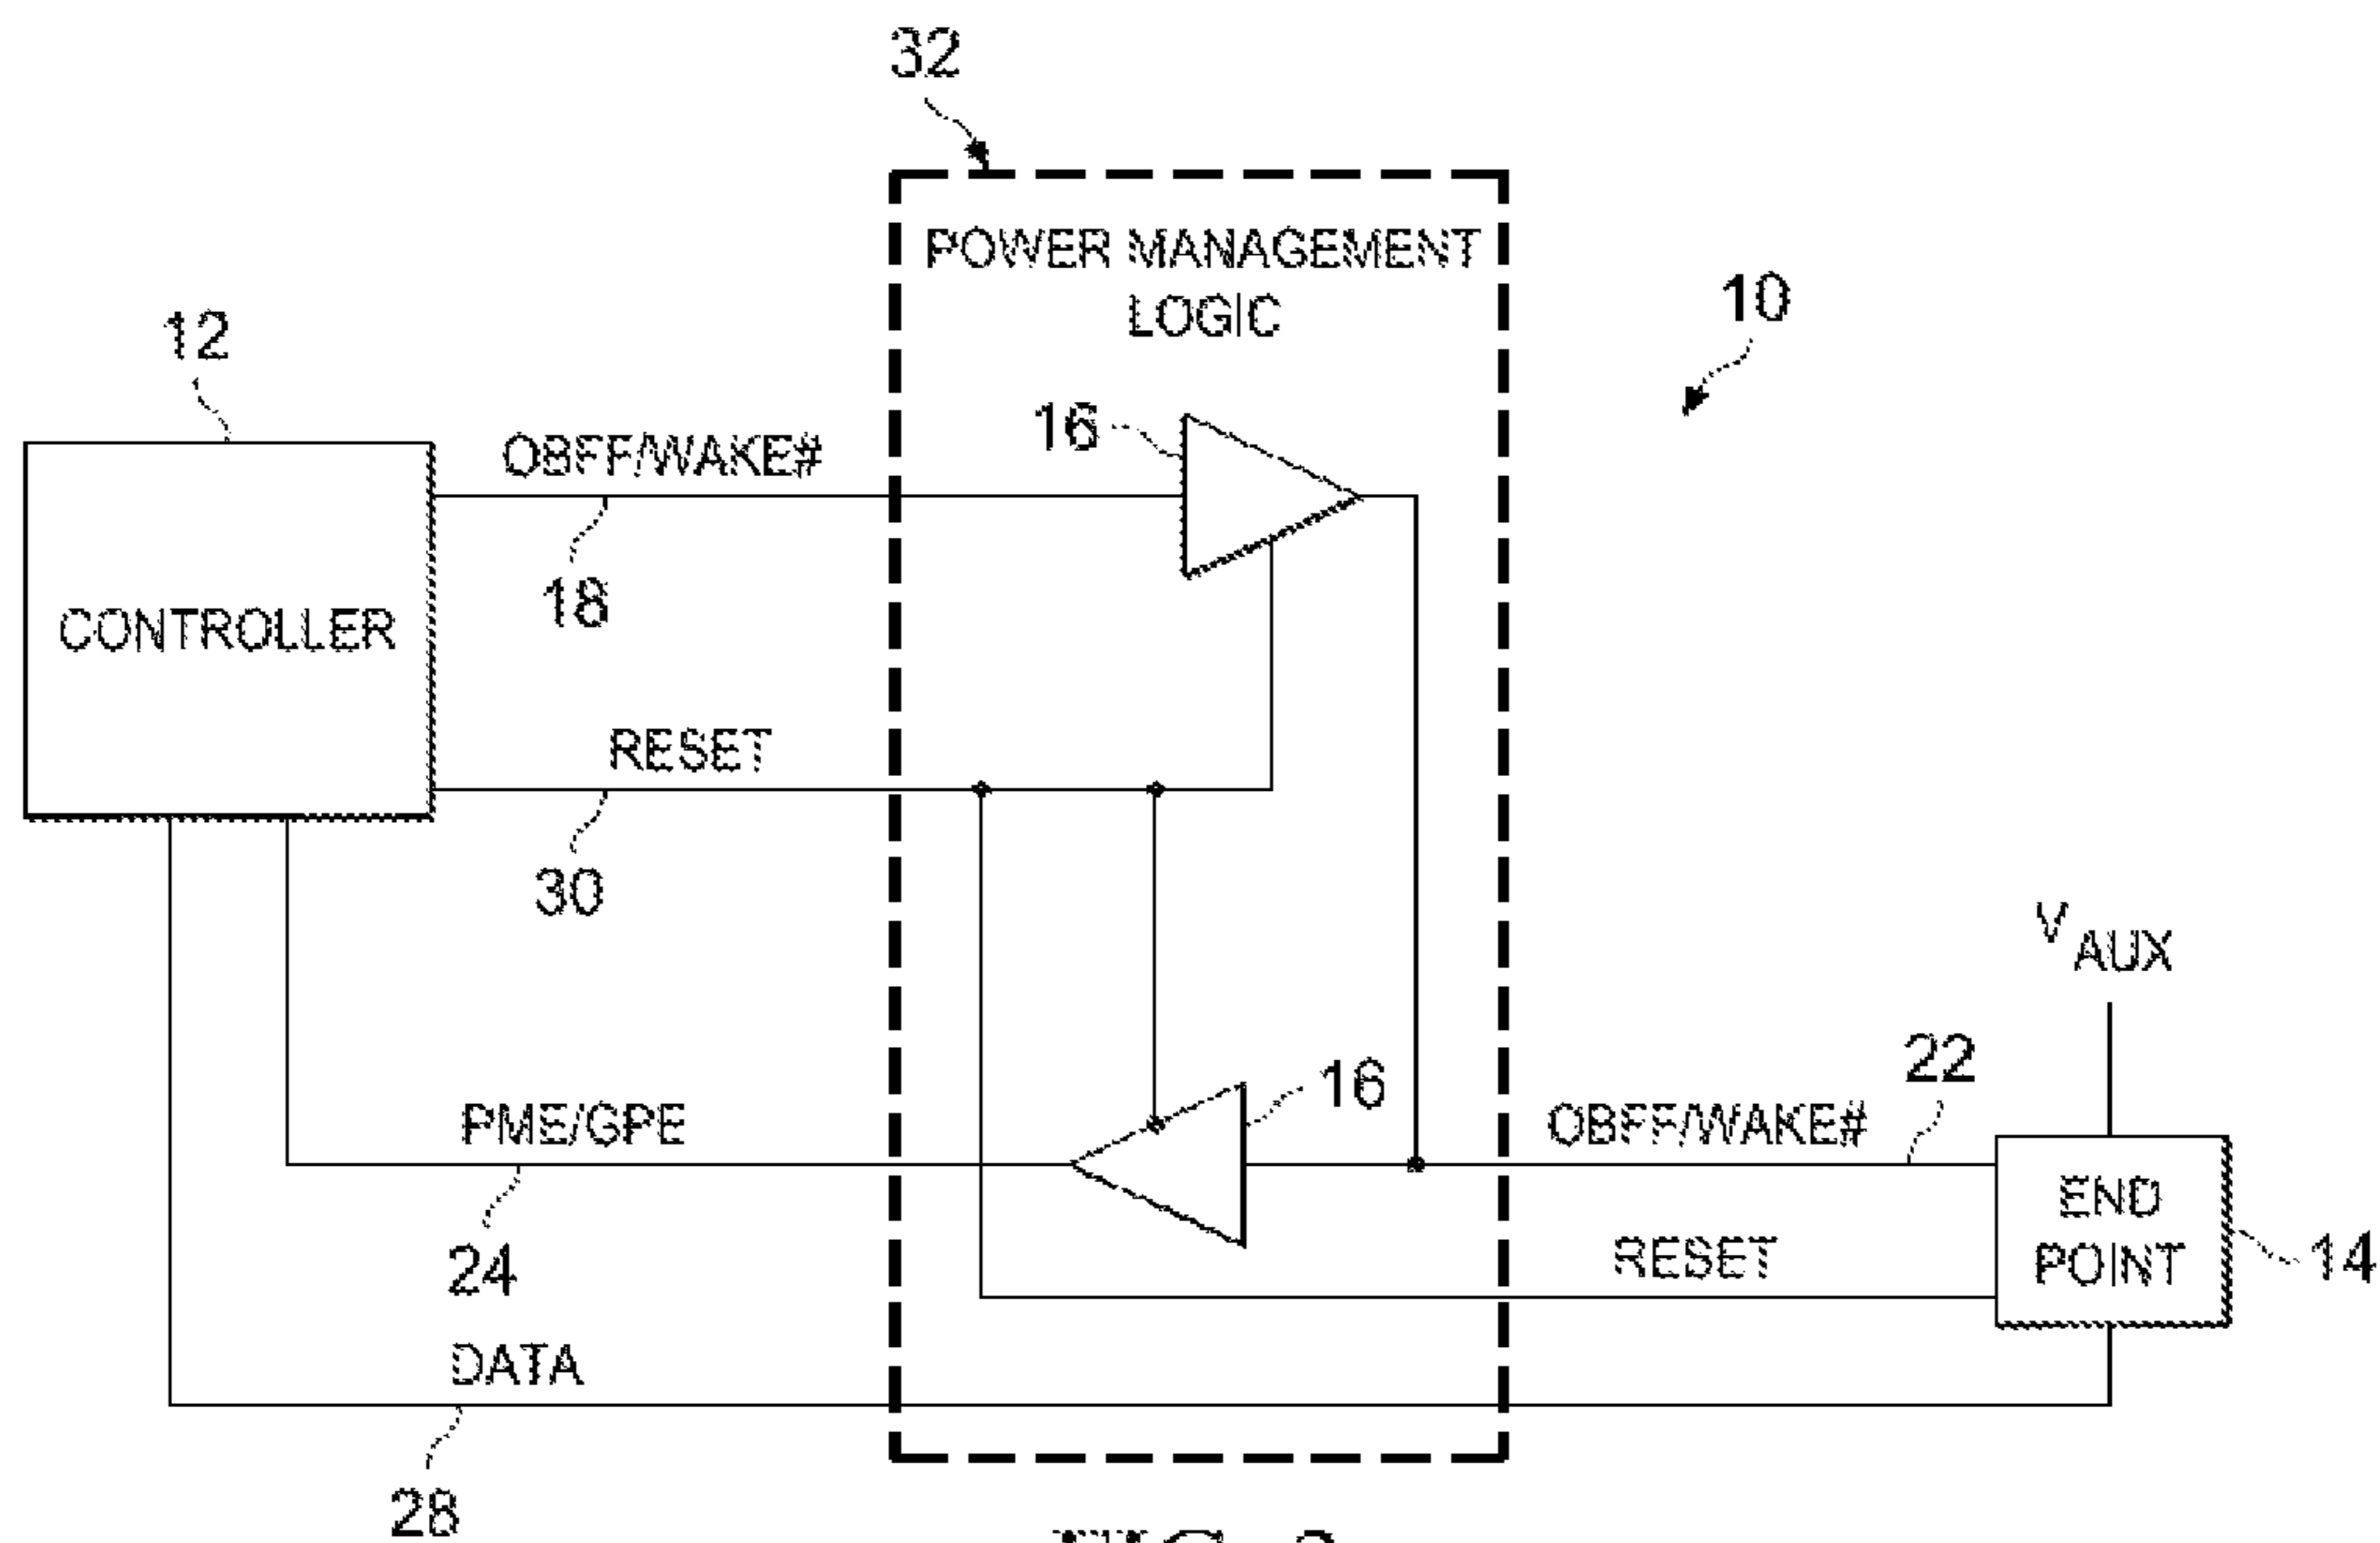 32
POWER MANAGEMENT
LOGIC
10
12
16
OBFF/WAKE#
18
CONTROLLER
RESET
30
V AUX
22
16
PME/GPE
OBFF/WAKE#
END
POINT
14
24
RESET
DATA
28